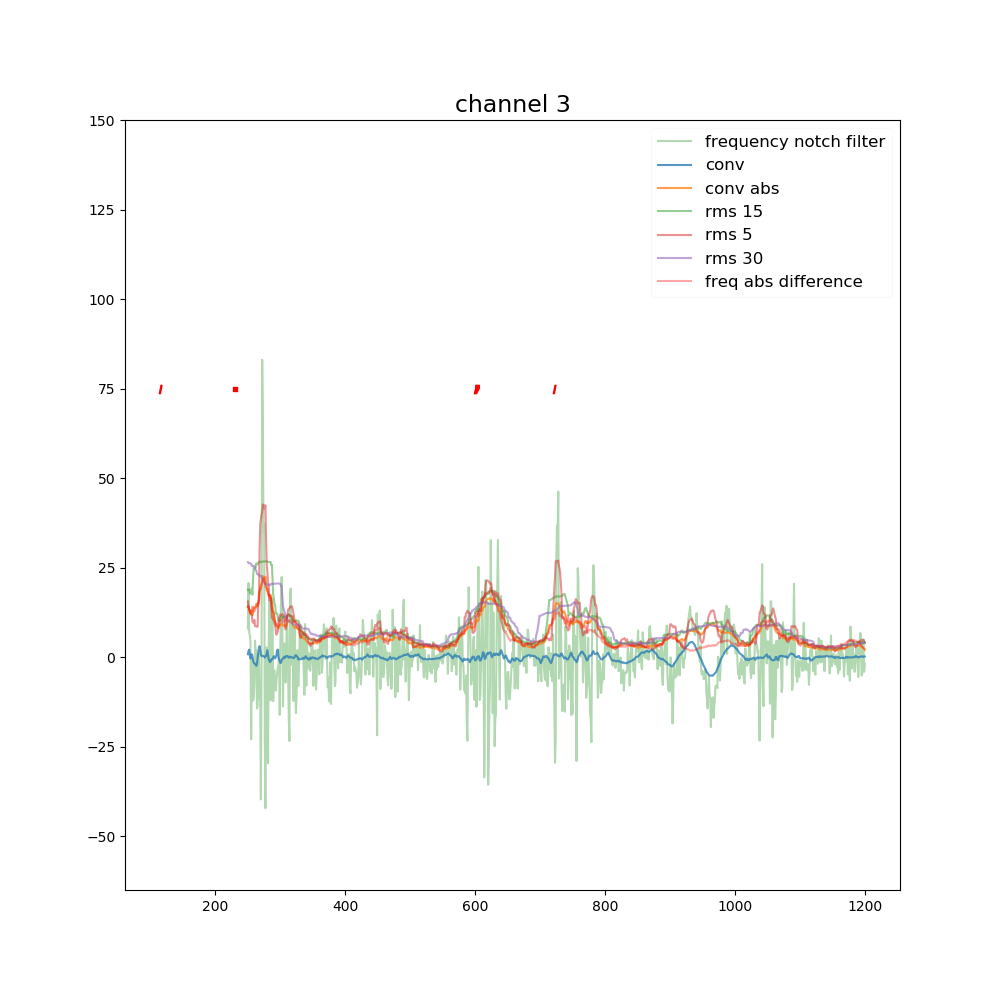 channel 3
150
125
100
75
50
25
0
−25
−50
200 400 600 800 1000 1200
frequency notch filter
conv
conv abs
rms 15
rms 5
rms 30
freq abs difference